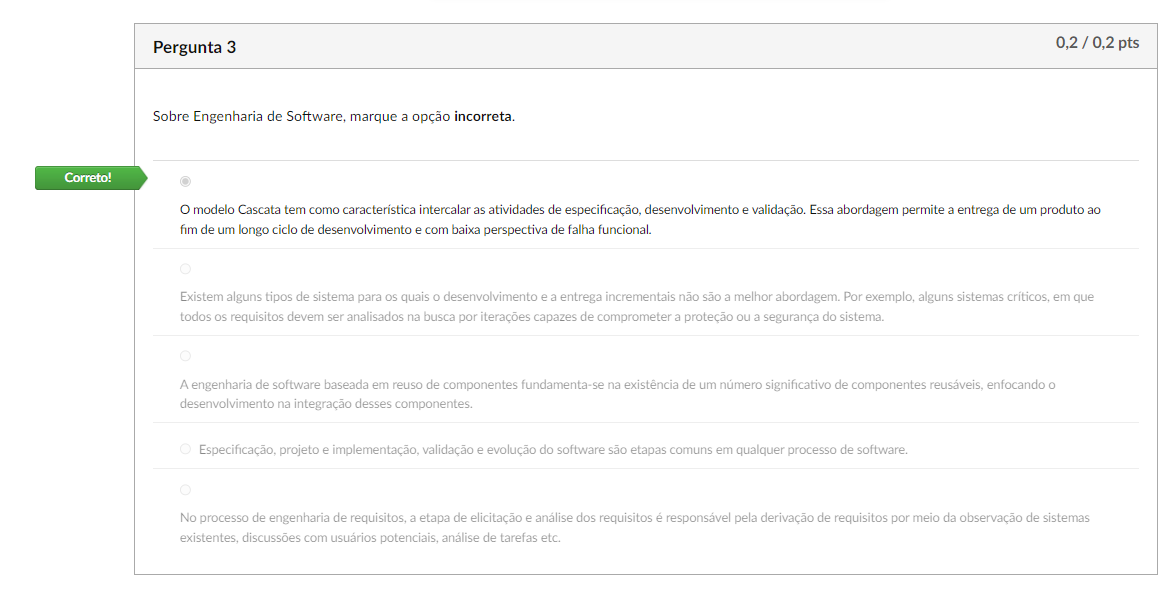 Pergunta 3
0,2 / 0,2 pts
Sobre Engenharia de Software, marque a opção incorreta.
Correto!
O modelo Cascata tem como característica intercalar as atividades de especificação, desenvolvimento e validação. Essa abordagem permite a entrega de um produto ao
fim de um longo ciclo de desenvolvimento e com baixa perspectiva de falha funcional.
Existem alguns tipos de sistema para os quais o desenvolvimento e a entrega incrementais não são a melhor abordagem. Por exemplo, alguns sistemas críticos, em que
todos os requisitos devem ser analisados na busca por iterações capazes de comprometer a proteção ou a segurança do sistema.
A engenharia de software baseada em reuso de componentes fundamenta-se na existência de um número significativo de componentes reusáveis, enfocando o
desenvolvimento na integração desses componentes.
Especificação, projeto e implementação, validação e evolução do software são etapas comuns em qualquer processo de software.
No processo de engenharia de requisitos, a etapa de elicitação e análise dos requisitos é responsável pela derivação de requisitos por meio da observação de sistemas
existentes, discussões com usuários potenciais, análise de tarefas etc.